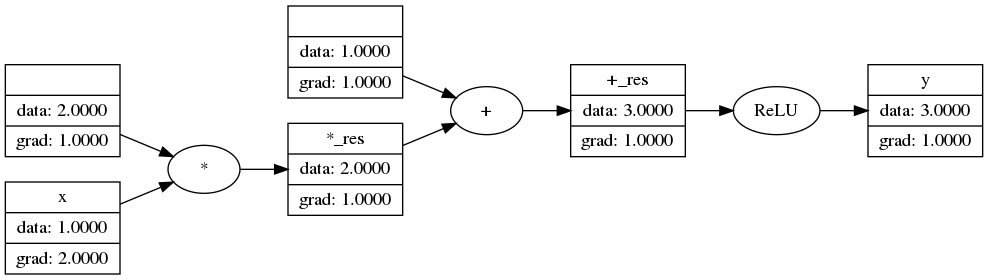 data: 2.0000
grad: 1.0000
x
data: 1.0000
grad: 2.0000
*
data: 1.0000
grad: 1.0000
*_res
data: 2.0000
grad: 1.0000
+
+_res
data: 3.0000
grad: 1.0000
ReLU
y
data: 3.0000
grad: 1.0000